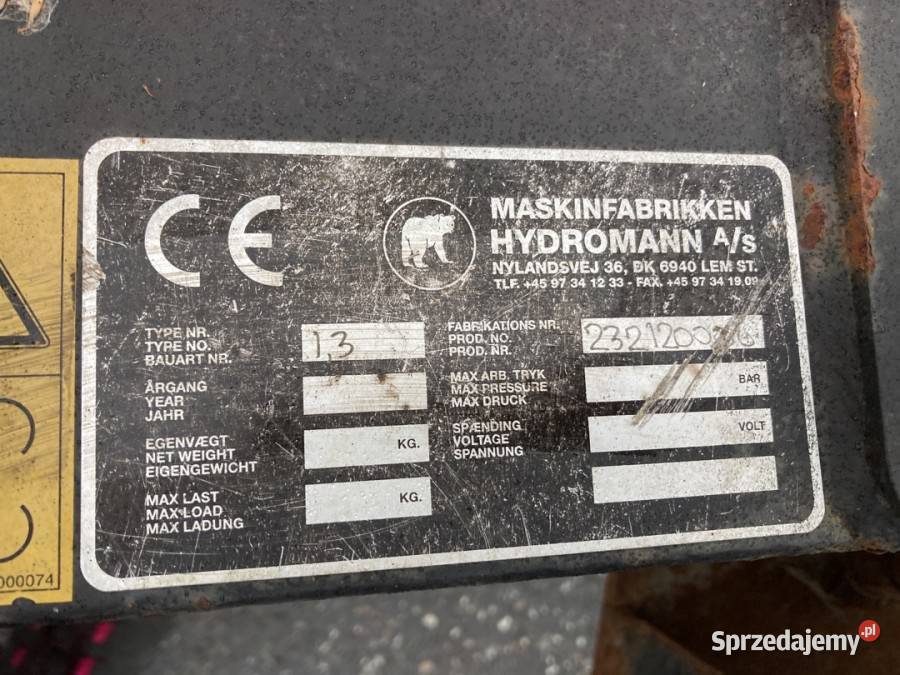 CE
MASKINFABRIKKEN
HYDROMANN A/S
NYLANDSVEJ 36, DK 6940 LEM ST.
TLF. +45 97 34 12 33 - FAX. +45 97 34 19 09
TYPE NR.
TYPE NO.
BAUART NR.
1,3
FABRIKATIONS NR.
PROD. NO.
PROD. NR.
ÅRGANG
YEAR
JAHR
MAX ARB. TRYK
MAX PRESSURE
MAX DRUCK
BAR
EGENVÆGT
NET WEIGHT
EIGENGEWICHT
KG.
SPÆNDING
VOLTAGE
SPANNUNG
VOLT
MAX LAST
MAX LOAD
MAX LADUNG
KG.
000074
Sprzedajemy.pl